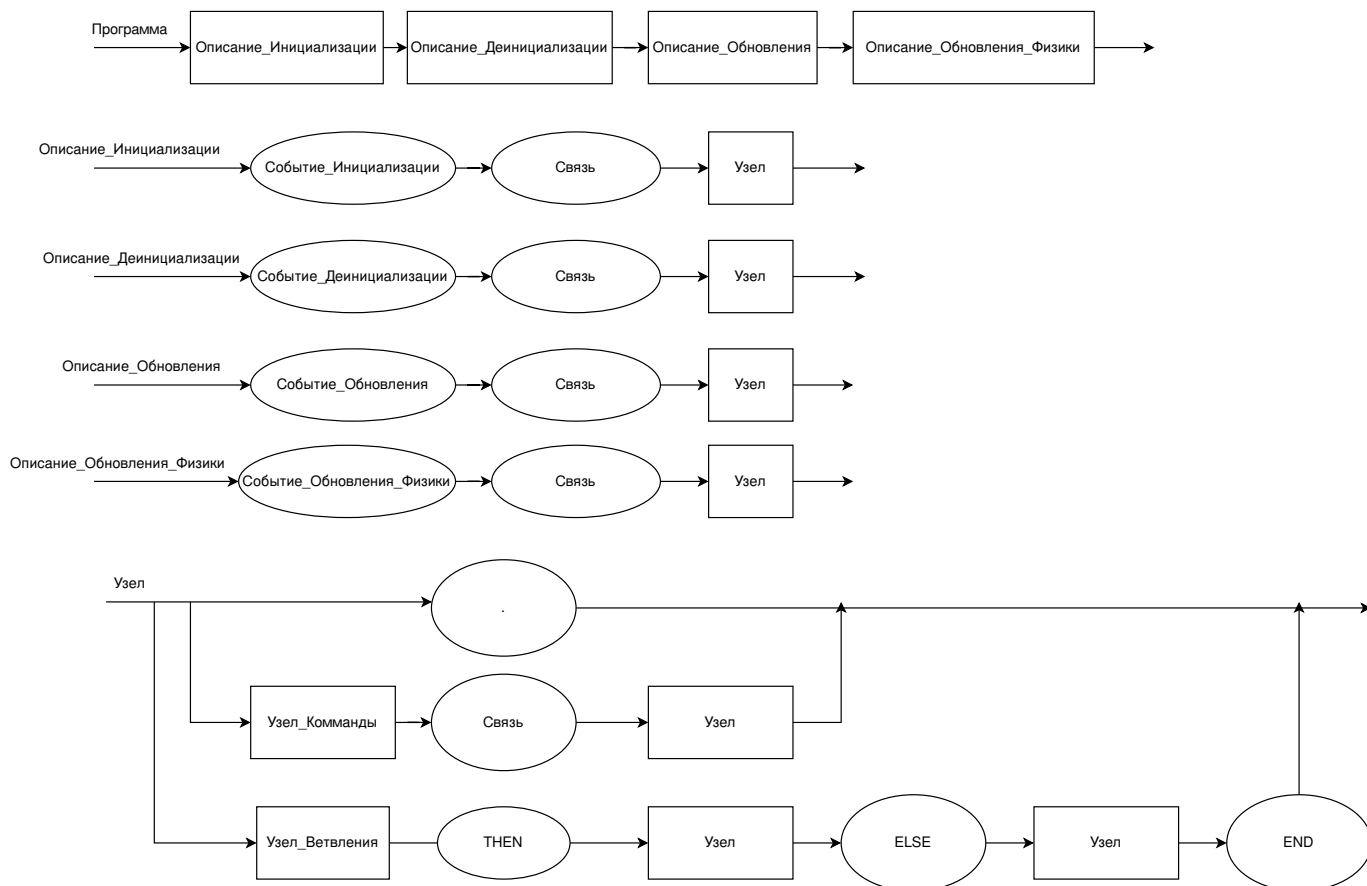 Программа
Описание_Инициализации
Описание_Деинициализации
Описание_Обновления
Описание_Обновления_Физики
Описание_Инициализации
Событие_Инициализации
Связь
Узел
Описание_Деинициализации
Событие_Деинициализации
Связь
Узел
Описание_Обновления
Событие_Обновления
Связь
Узел
Описание_Обновления_Физики
Событие_Обновления_Физики
Связь
Узел
Узел
.
Узел_Комманды
Связь
Узел
Узел_Ветвления
THEN
Узел
ELSE
Узел
END